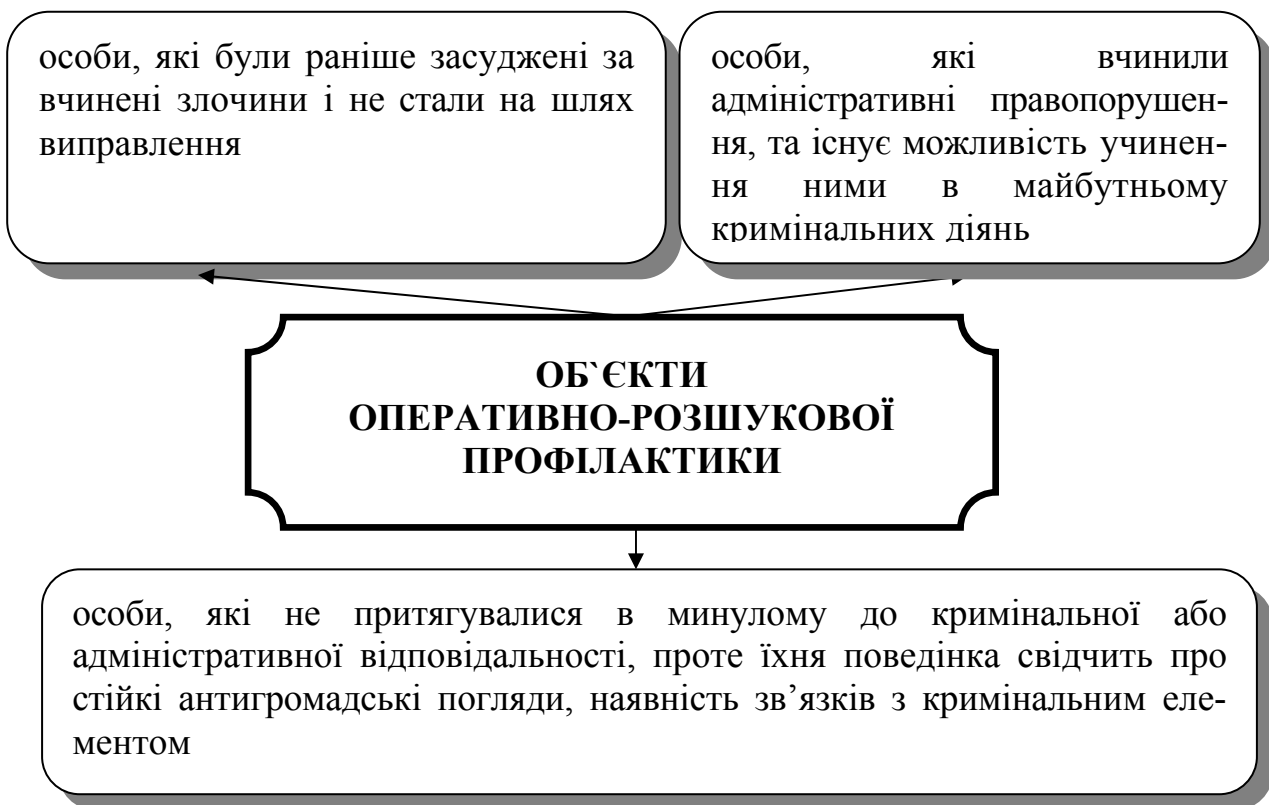 особи, які були раніше засуджені за
вчинені злочини і не стали на шлях
виправлення
особи, які вчинили
адміністративні правопорушен-
ня, та існує можливість учинен-
ня ними в майбутньому
кримінальних діянь
ОБ`ЄКТИ
ОПЕРАТИВНО-РОЗШУКОВОЇ
ПРОФІЛАКТИКИ
особи, які не притягувалися в минулому до кримінальної або
адміністративної відповідальності, проте їхня поведінка свідчить про
стійкі антигромадські погляди, наявність зв’язків з кримінальним еле-
ментом